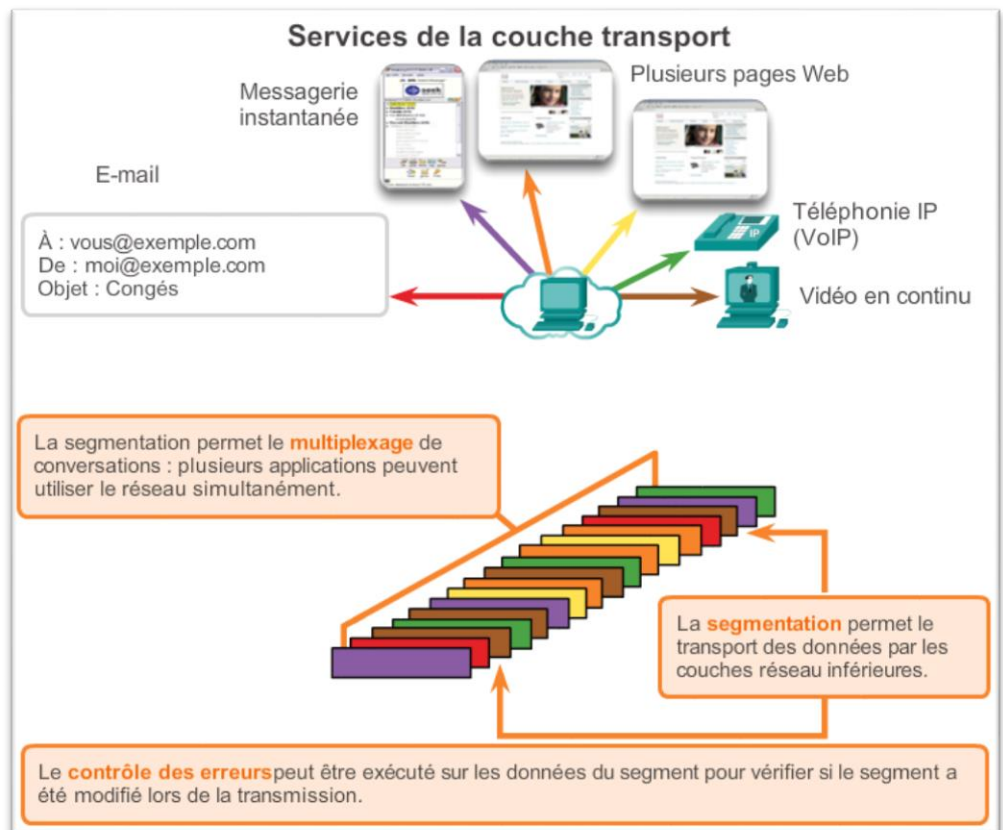 Services de la couche transport
Messagerie
instantanée
Plusieurs pages Web
E-mail
À : vous@exemple.com
De : moi@exemple.com
Objet : Congés
Téléphonie IP
(VoIP)
IP
Vidéo en continu
La segmentation permet le multiplexage de
conversations : plusieurs applications peuvent
utiliser le réseau simultanément.
La segmentation permet le
transport des données par les
couches réseau inférieures.
Le contrôle des erreurspeut être exécuté sur les données du segment pour vérifier si le segment a
été modifié lors de la transmission.